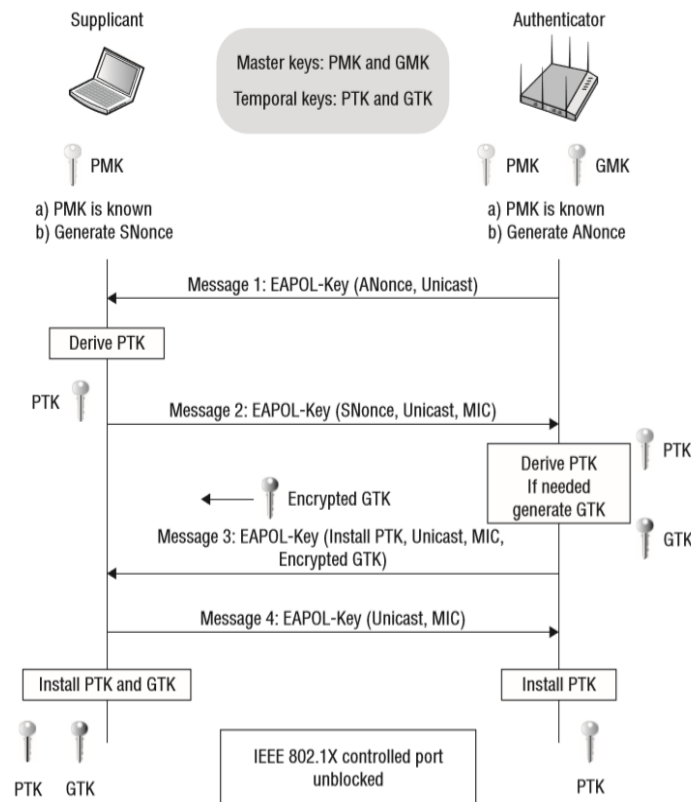 Supplicant
Authenticator
Master keys: PMK and GMK
Temporal keys: PTK and GTK
PMK
PMK
GMK
a) PMK is known
b) Generate SNonce
a) PMK is known
b) Generate ANonce
Message 1: EAPOL-Key (ANonce, Unicast)
Derive PTK
PTK
Message 2: EAPOL-Key (SNonce, Unicast, MIC)
PTK
Derive PTK
If needed
generate GTK
Encrypted GTK
GTK
Message 3: EAPOL-Key (Install PTK, Unicast, MIC,
Encrypted GTK)
Message 4: EAPOL-Key (Unicast, MIC)
Install PTK and GTK
Install PTK
IEEE 802.1X controlled port
unblocked
PTK
GTK
PTK